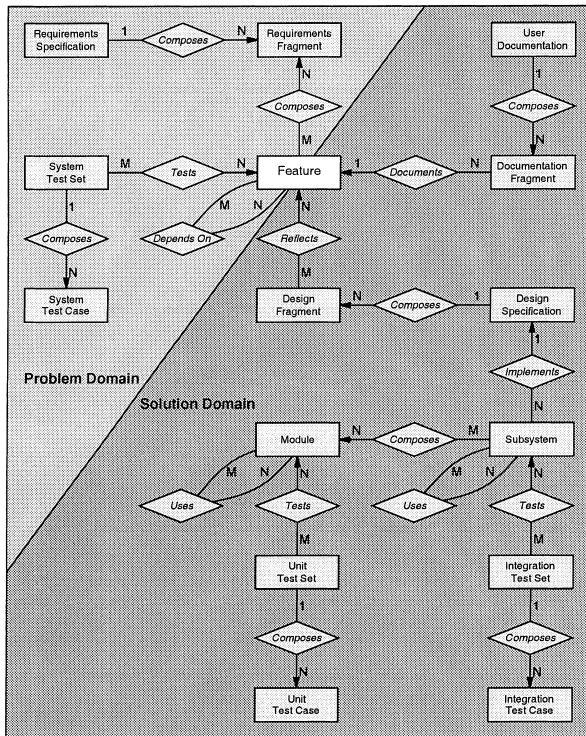 Requirements
Specification
1
Composes
N
Requirements
Fragment
User
Documentation
N
Composes
M
1
Composes
N
System
Test Set
M
Tests
N
Feature
1
Documents
N
Documentation
Fragment
1
Composes
N
System
Test Case
M
N
Depends On
N
Reflects
M
Design
Fragment
N
Composes
1
Design
Specification
1
Implements
N
Problem Domain
Solution Domain
Module
N
Composes
M
Subsystem
M
N
Uses
N
Tests
M
M
N
Uses
N
Tests
M
Unit
Test Set
Integration
Test Set
1
Composes
N
1
Composes
N
Unit
Test Case
Integration
Test Case